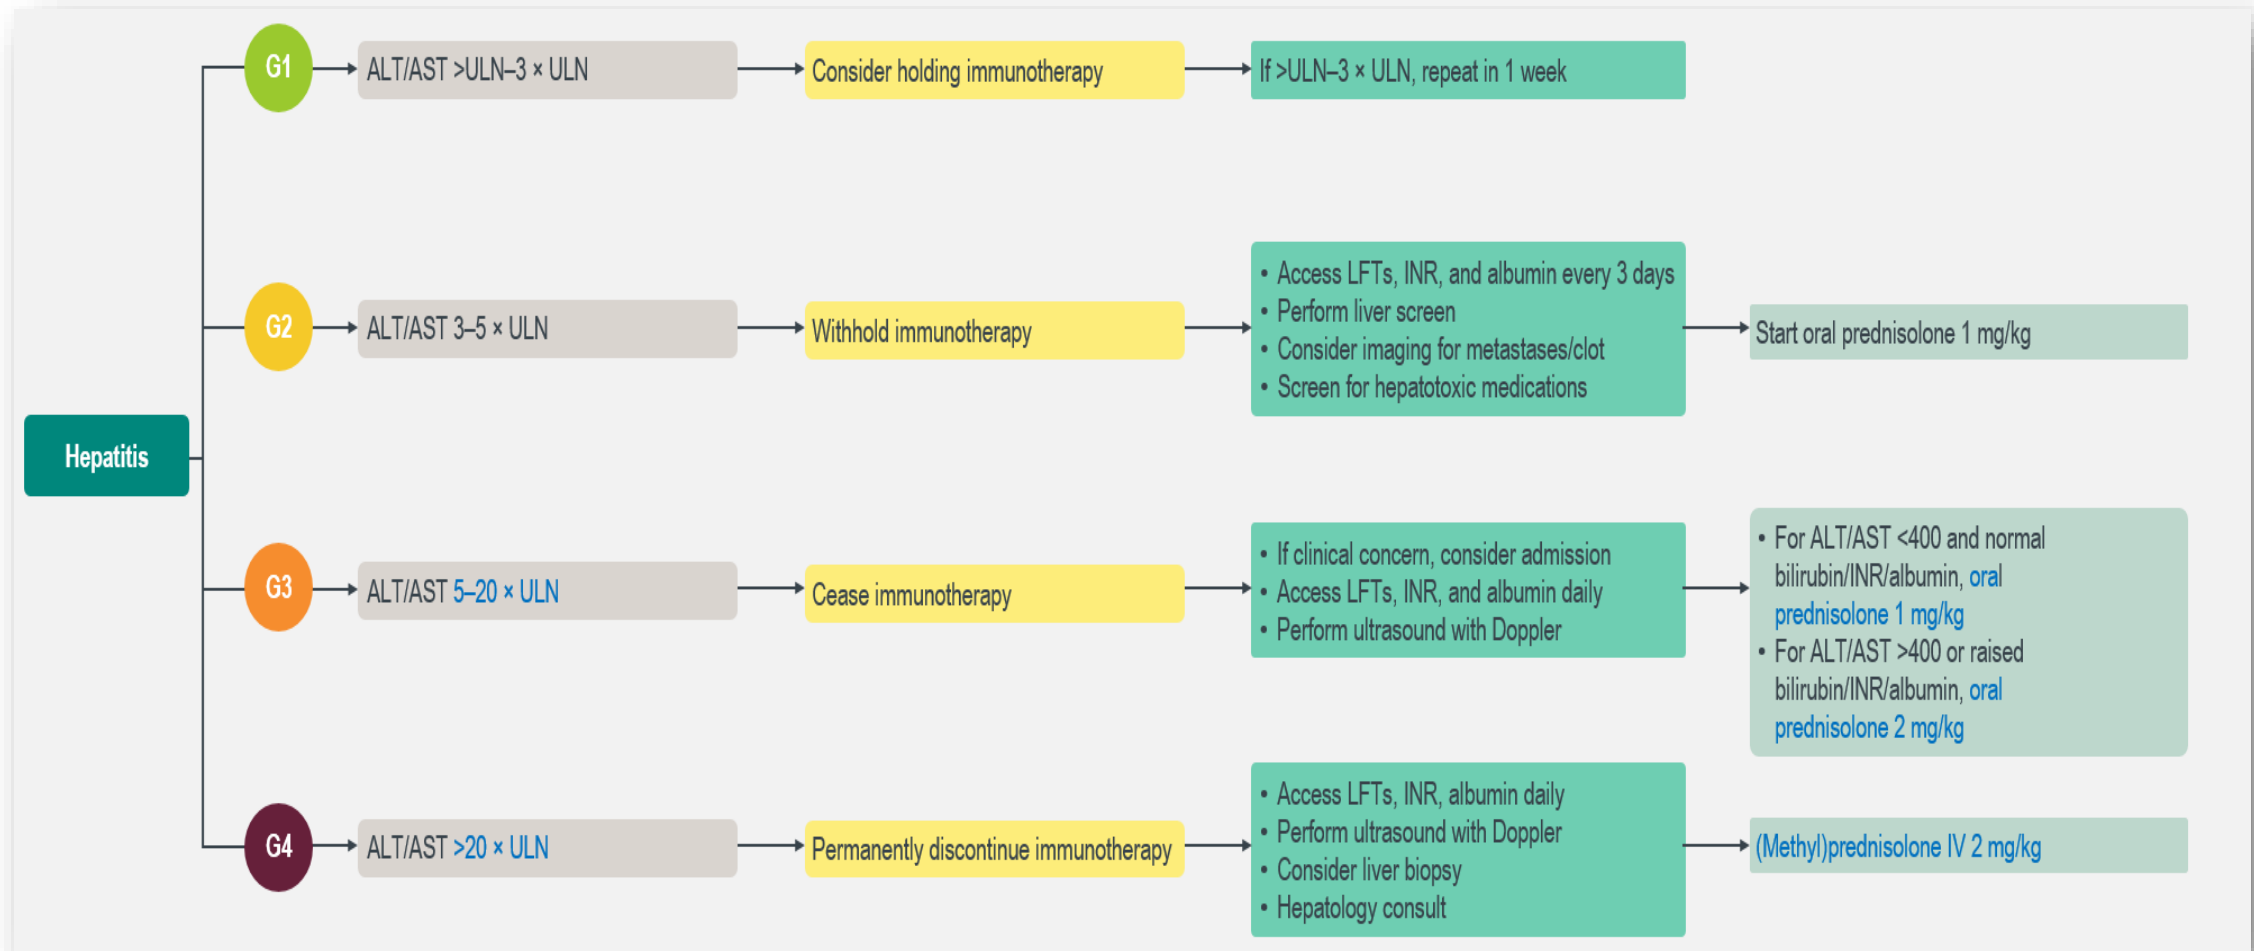 Hepatitis
G1
ALT/AST >ULN–3 × ULN
Consider holding immunotherapy
If >ULN–3 × ULN, repeat in 1 week
G2
ALT/AST 3–5 × ULN
Withhold immunotherapy
• Access LFTs, INR, and albumin every 3 days
• Perform liver screen
• Consider imaging for metastases/clot
• Screen for hepatotoxic medications
Start oral prednisolone 1 mg/kg
G3
ALT/AST 5–20 × ULN
Cease immunotherapy
• If clinical concern, consider admission
• Access LFTs, INR, and albumin daily
• Perform ultrasound with Doppler
• For ALT/AST <400 and normal
bilirubin/INR/albumin, oral
prednisolone 1 mg/kg
• For ALT/AST >400 or raised
bilirubin/INR/albumin, oral
prednisolone 2 mg/kg
G4
ALT/AST >20 × ULN
Permanently discontinue immunotherapy
• Access LFTs, INR, albumin daily
• Perform ultrasound with Doppler
• Consider liver biopsy
• Hepatology consult
(Methyl)prednisolone IV 2 mg/kg